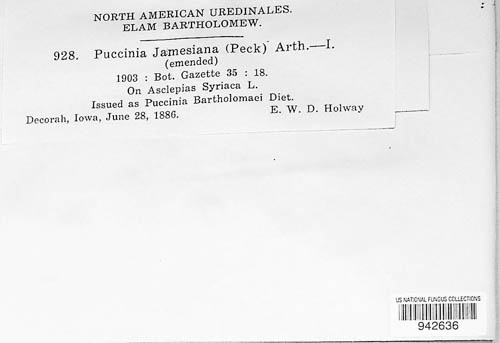 NORTH AMERICAN UREDINALES.
ELAM BARTHOLOMEW.
928. Puccinia Jamesiana (Peck) Arth.—I.
(emended)
1903 : Bot. Gazette 35 : 18.
On Asclepias Syriaca L.
Issued as Puccinia Bartholomaei Diet.
Decorah, Iowa, June 28, 1886. E. W. D. Holway
US NATIONAL FUNGUS COLLECTIONS
942636